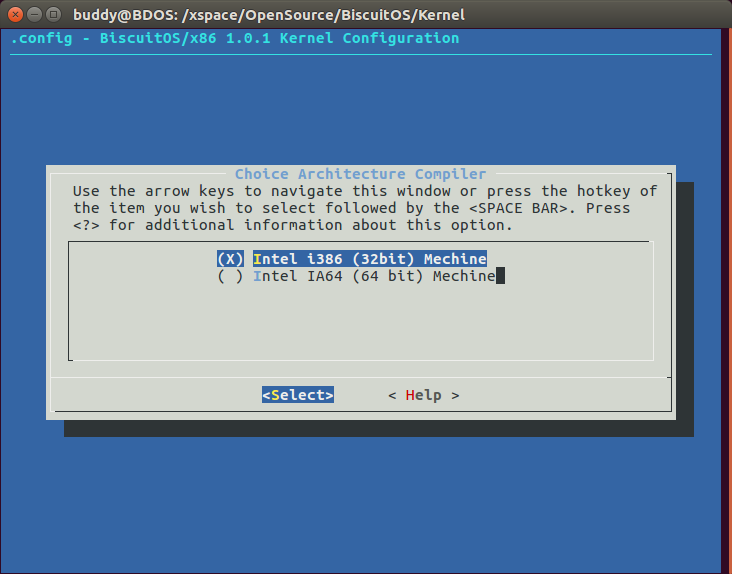 buddy@BDOS: /xspace/OpenSource/BiscuitOS/Kernel
.config - BiscuitOS/x86 1.0.1 Kernel Configuration
Choice Architecture Compiler
Use the arrow keys to navigate this window or press the hotkey of
the item you wish to select followed by the <SPACE BAR>. Press
<?> for additional information about this option.
(X) Intel i386 (32bit) Mechine
( ) Intel IA64 (64 bit) Mechine
<Select> < Help >